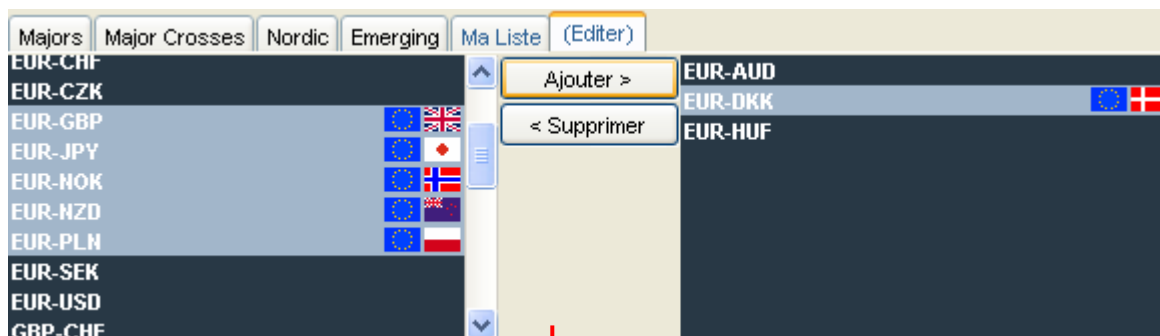 Majors Major Crosses Nordic Emerging Ma Liste (Editer)
EUR-CHF
EUR-CZK
EUR-GBP
EUR-JPY
EUR-NOK
EUR-NZD
EUR-PLN
EUR-SEK
EUR-USD
GBP-CHF
Ajouter >
< Supprimer
EUR-AUD
EUR-DKK
EUR-HUF